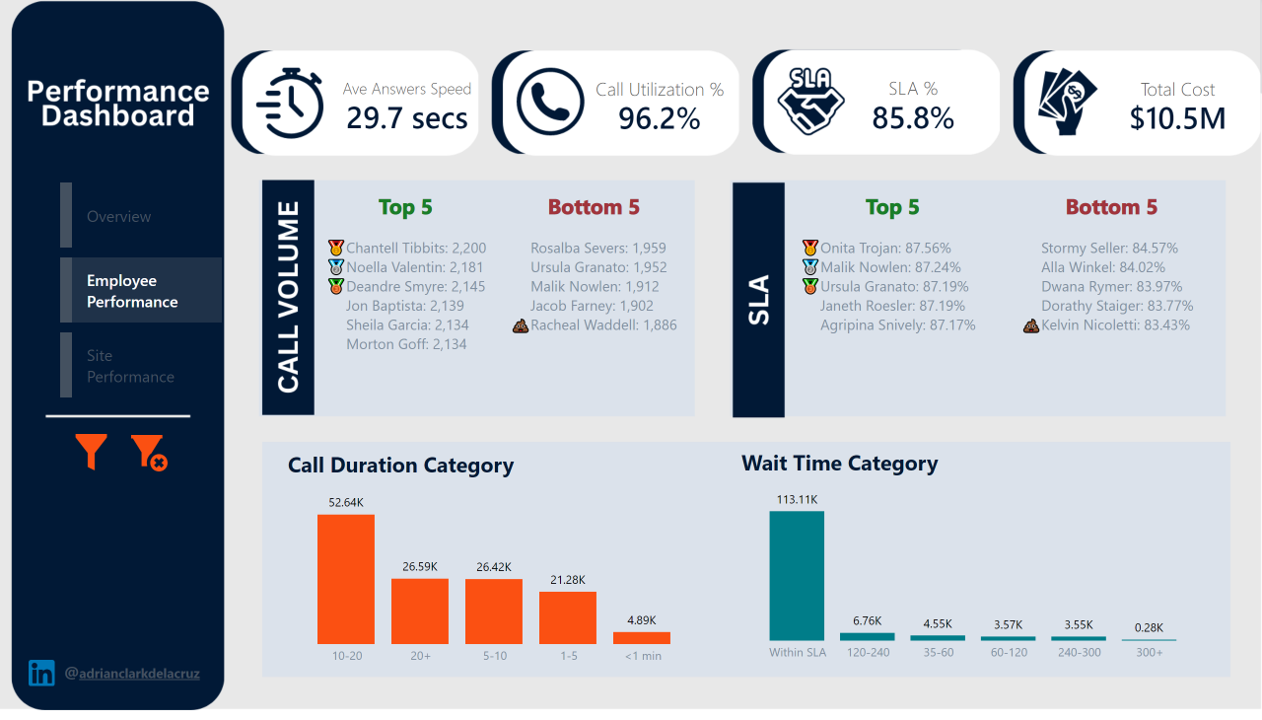 Performance
Dashboard
Overview
Employee
Performance
Site
Performance
@adrianclarkdelacruz
Ave Answers Speed
29.7 secs
Call Utilization %
96.2%
SLA
SLA %
85.8%
Total Cost
$10.5M
CALL VOLUME
Top 5
Chantell Tibbits: 2,200
Noella Valentin: 2,181
Deandre Smyre: 2,145
Jon Baptista: 2,139
Sheila Garcia: 2,134
Morton Goff: 2,134
Bottom 5
Rosalba Severs: 1,959
Ursula Granato: 1,952
Malik Nowlen: 1,912
Jacob Farney: 1,902
Racheal Waddell: 1,886
SLA
Top 5
Onita Trojan: 87.56%
Malik Nowlen: 87.24%
Ursula Granato: 87.19%
Janeth Roesler: 87.19%
Agripina Snively: 87.17%
Bottom 5
Stormy Seller: 84.57%
Alla Winkel: 84.02%
Dwana Rymer: 83.97%
Dorathy Staiger: 83.77%
Kelvin Nicoletti: 83.43%
Call Duration Category
52.64K
26.59K
26.42K
21.28K
4.89K
10-20
20+
5-10
1-5
<1 min
Wait Time Category
113.11K
6.76K
4.55K
3.57K
3.55K
0.28K
Within SLA
120-240
35-60
60-120
240-300
300+